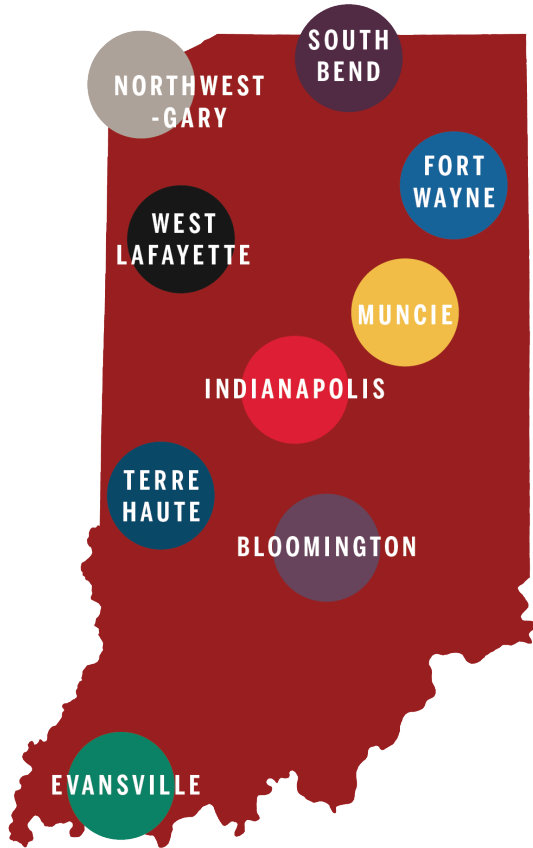 SOUTH
BEND
NORTHWEST
-GARY
FORT
WAYNE
WEST
LAFAYETTE
MUNCIE
INDIANAPOLIS
TERRE
HAUTE
BLOOMINGTON
EVANSVILLE